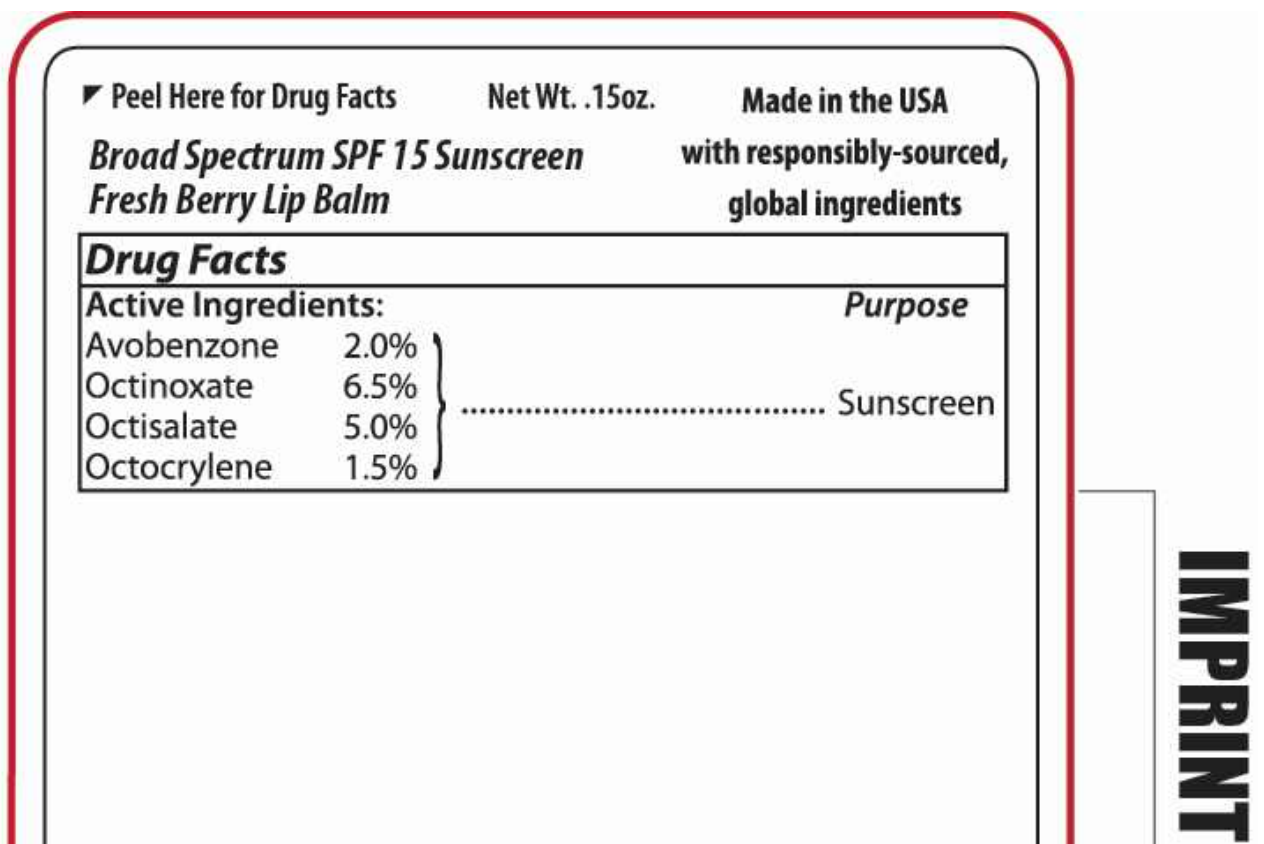 Peel Here for Drug Facts Net Wt. .15oz.
Made in the USA
with responsibly-sourced,
global ingredients
Broad Spectrum SPF 15 Sunscreen
Fresh Berry Lip Balm
Drug Facts
Active Ingredients: Purpose
Avobenzone 2.0%
Octinoxate 6.5%
Octisalate 5.0%
Octocrylene 1.5%
........................................ Sunscreen
IMPRINT